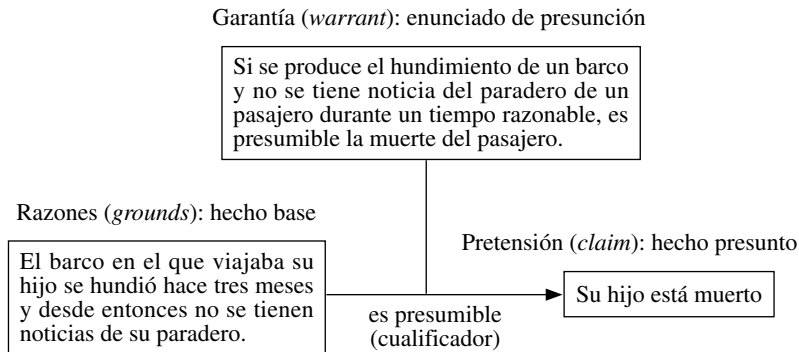 Garantía (warrant): enunciado de presunción
Si se produce el hundimiento de un barco
y no se tiene noticia del paradero de un
pasajero durante un tiempo razonable, es
presumible la muerte del pasajero.
Razones (grounds): hecho base
El barco en el que viajaba su
hijo se hundió hace tres meses
y desde entonces no se tienen
noticias de su paradero.
es presumible
(cualificador)
Pretensión (claim): hecho presunto
Su hijo está muerto